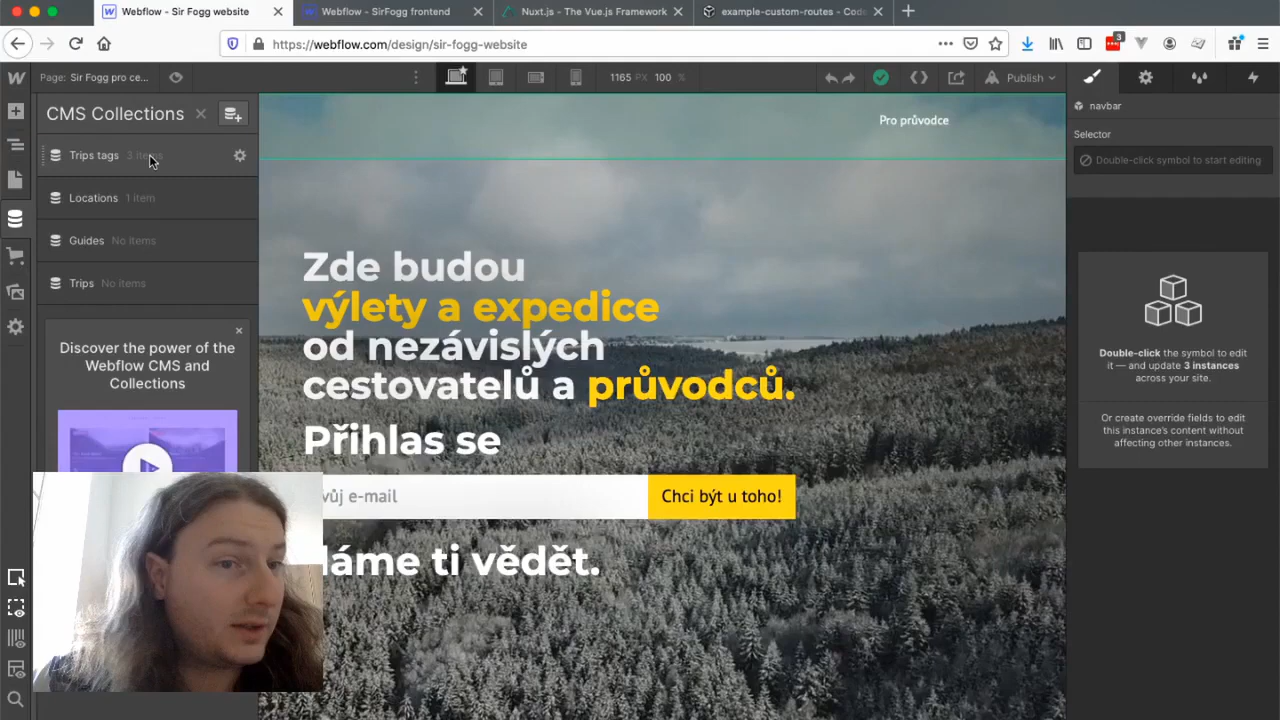 Webflow - Sir Fogg website
Webflow - SirFogg frontend
Nuxt.js - The Vue.js Framework
example-custom-routes - Code
https://webflow.com/design/sir-fogg-website
3
Page: Sir Fogg pro ce...
1165 PX 100 %
Publish
CMS Collections
Trips tags 3 items
Locations 1 item
Guides No items
Trips No items
Discover the power of the
Webflow CMS and
Collections
Pro průvodce
Zde budou
výlety a expedice
od nezávislých
cestovatelů a průvodců.
Přihlas se
vůj e-mail
Chci být u toho!
dáme ti vědět.
navbar
Selector
Double-click symbol to start editing
Double-click the symbol to edit
it — and update 3 instances
across your site.
Or create override fields to edit
this instance's content without
affecting other instances.